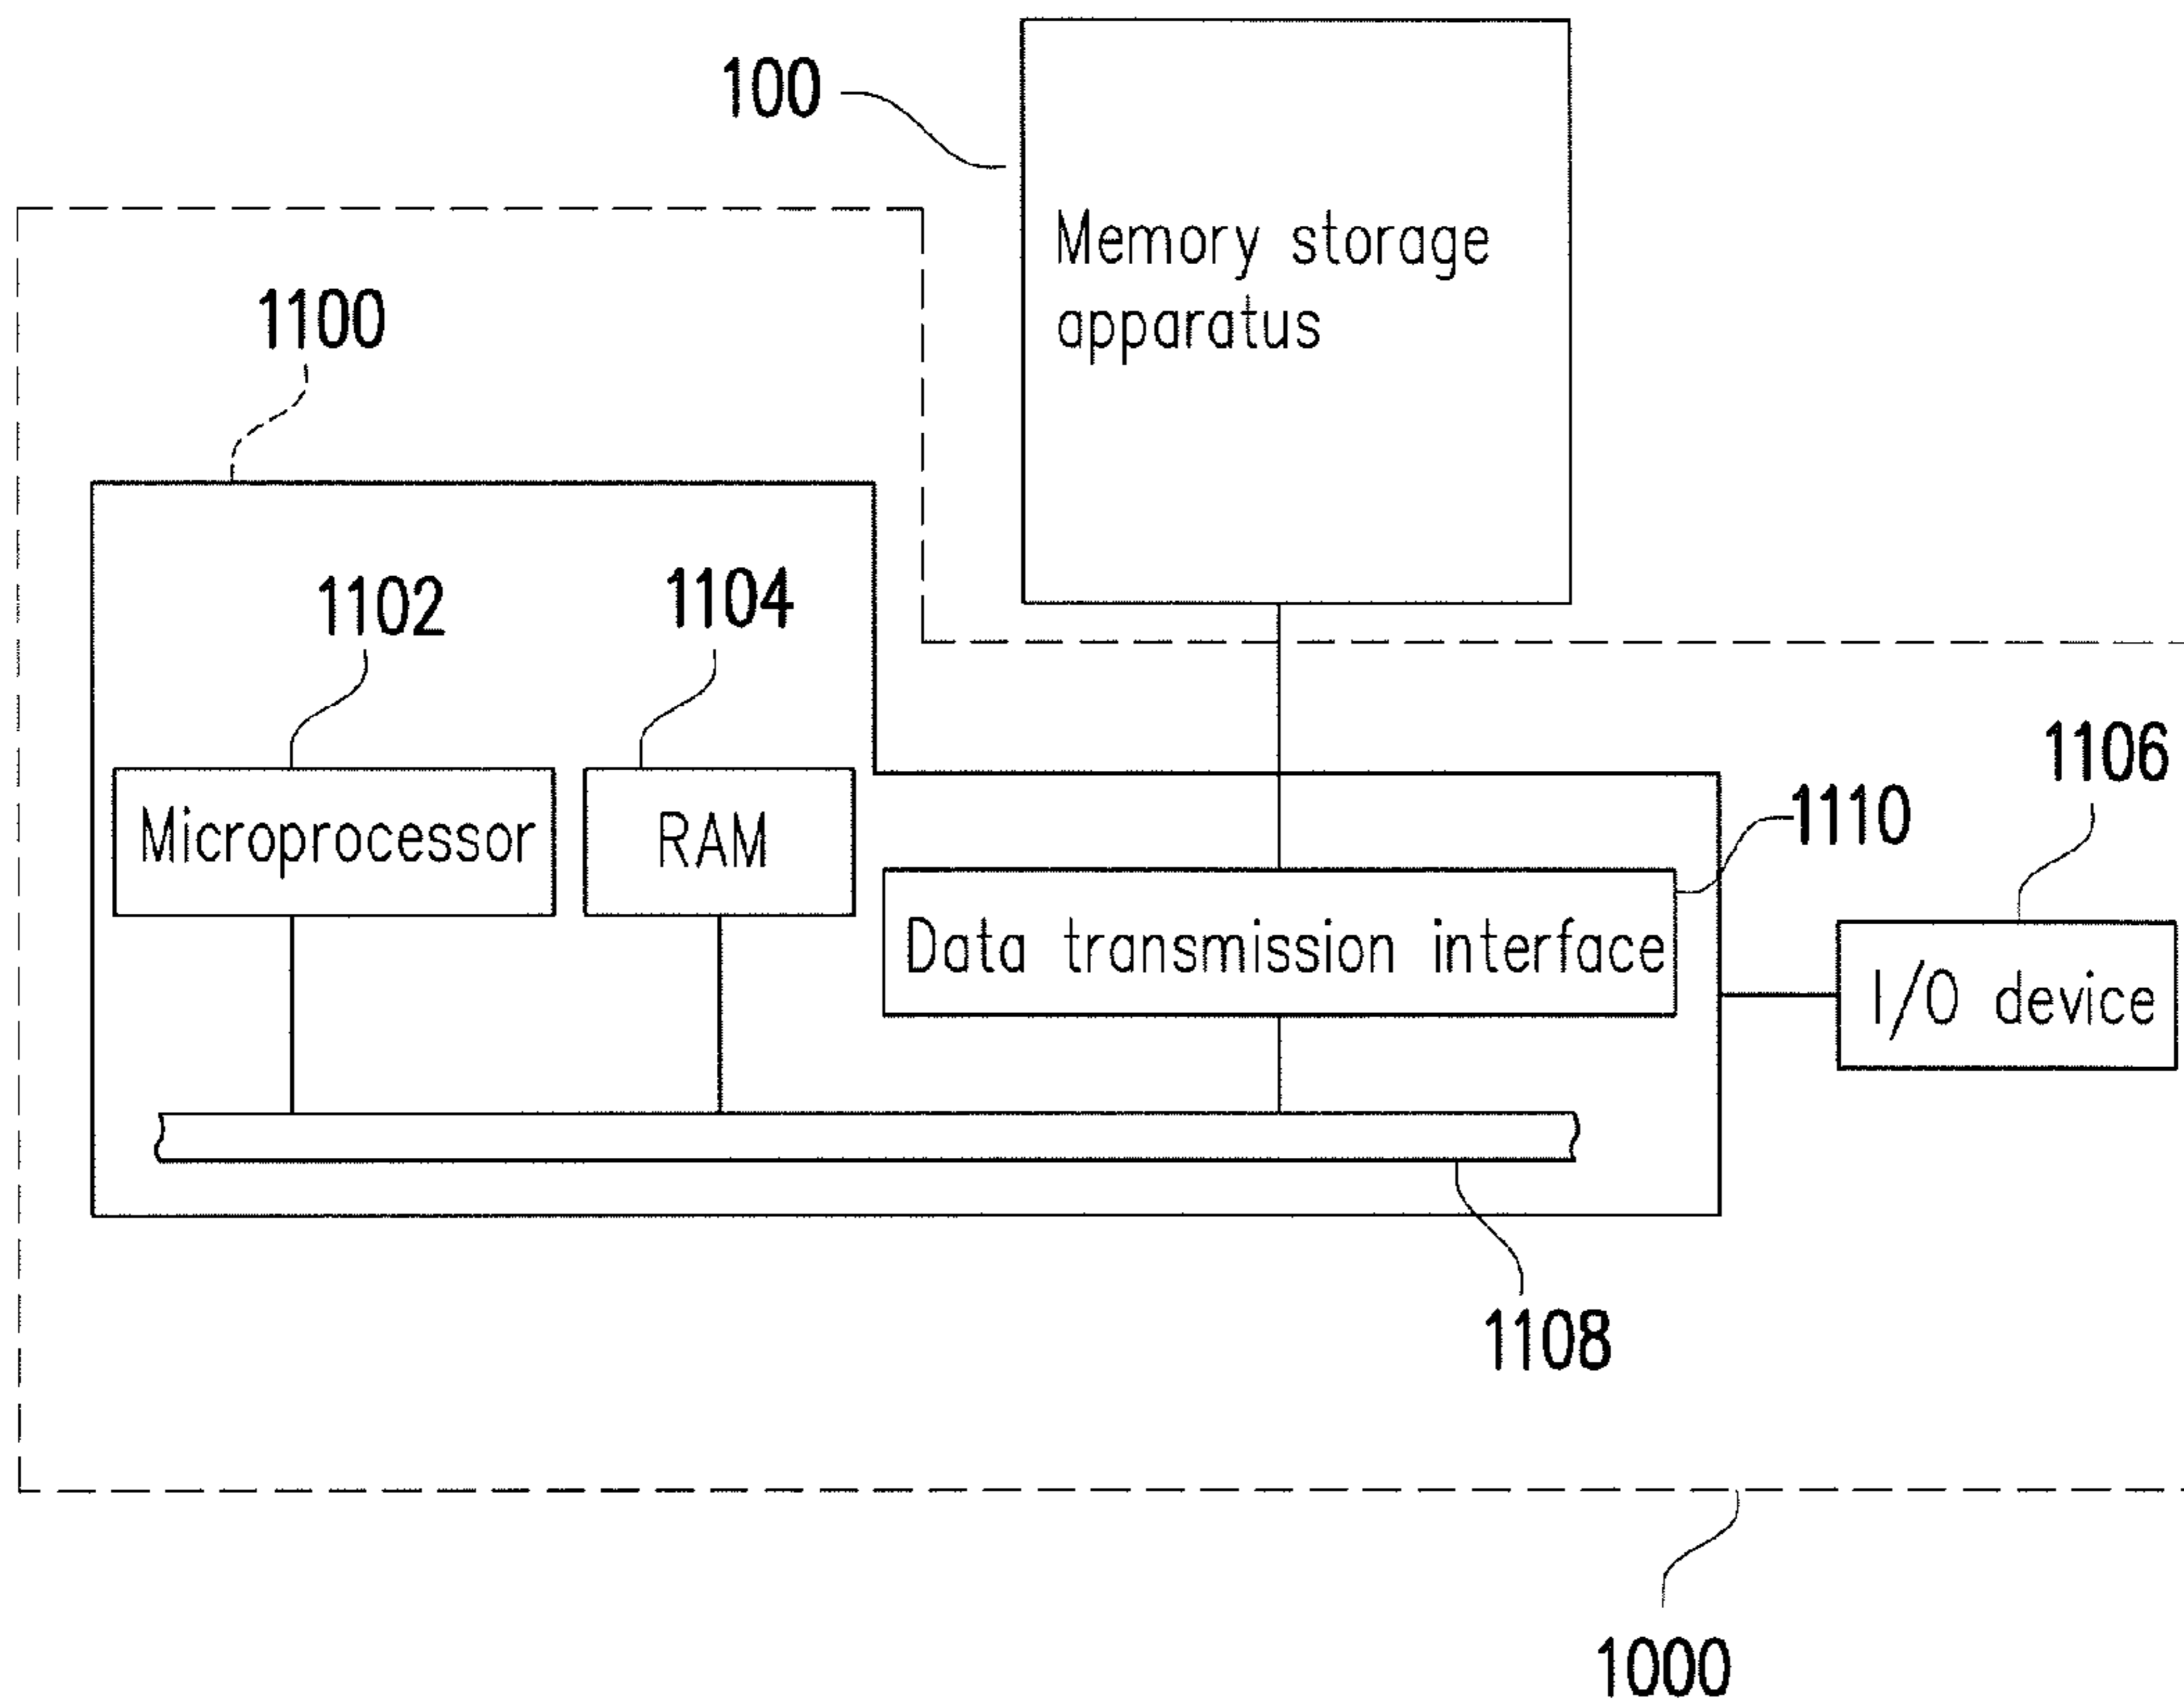 100
Memory storage
apparatus
1100
1102
1104
1106
1110
Microprocessor
RAM
Data transmission interface
I/O device
1108
1000